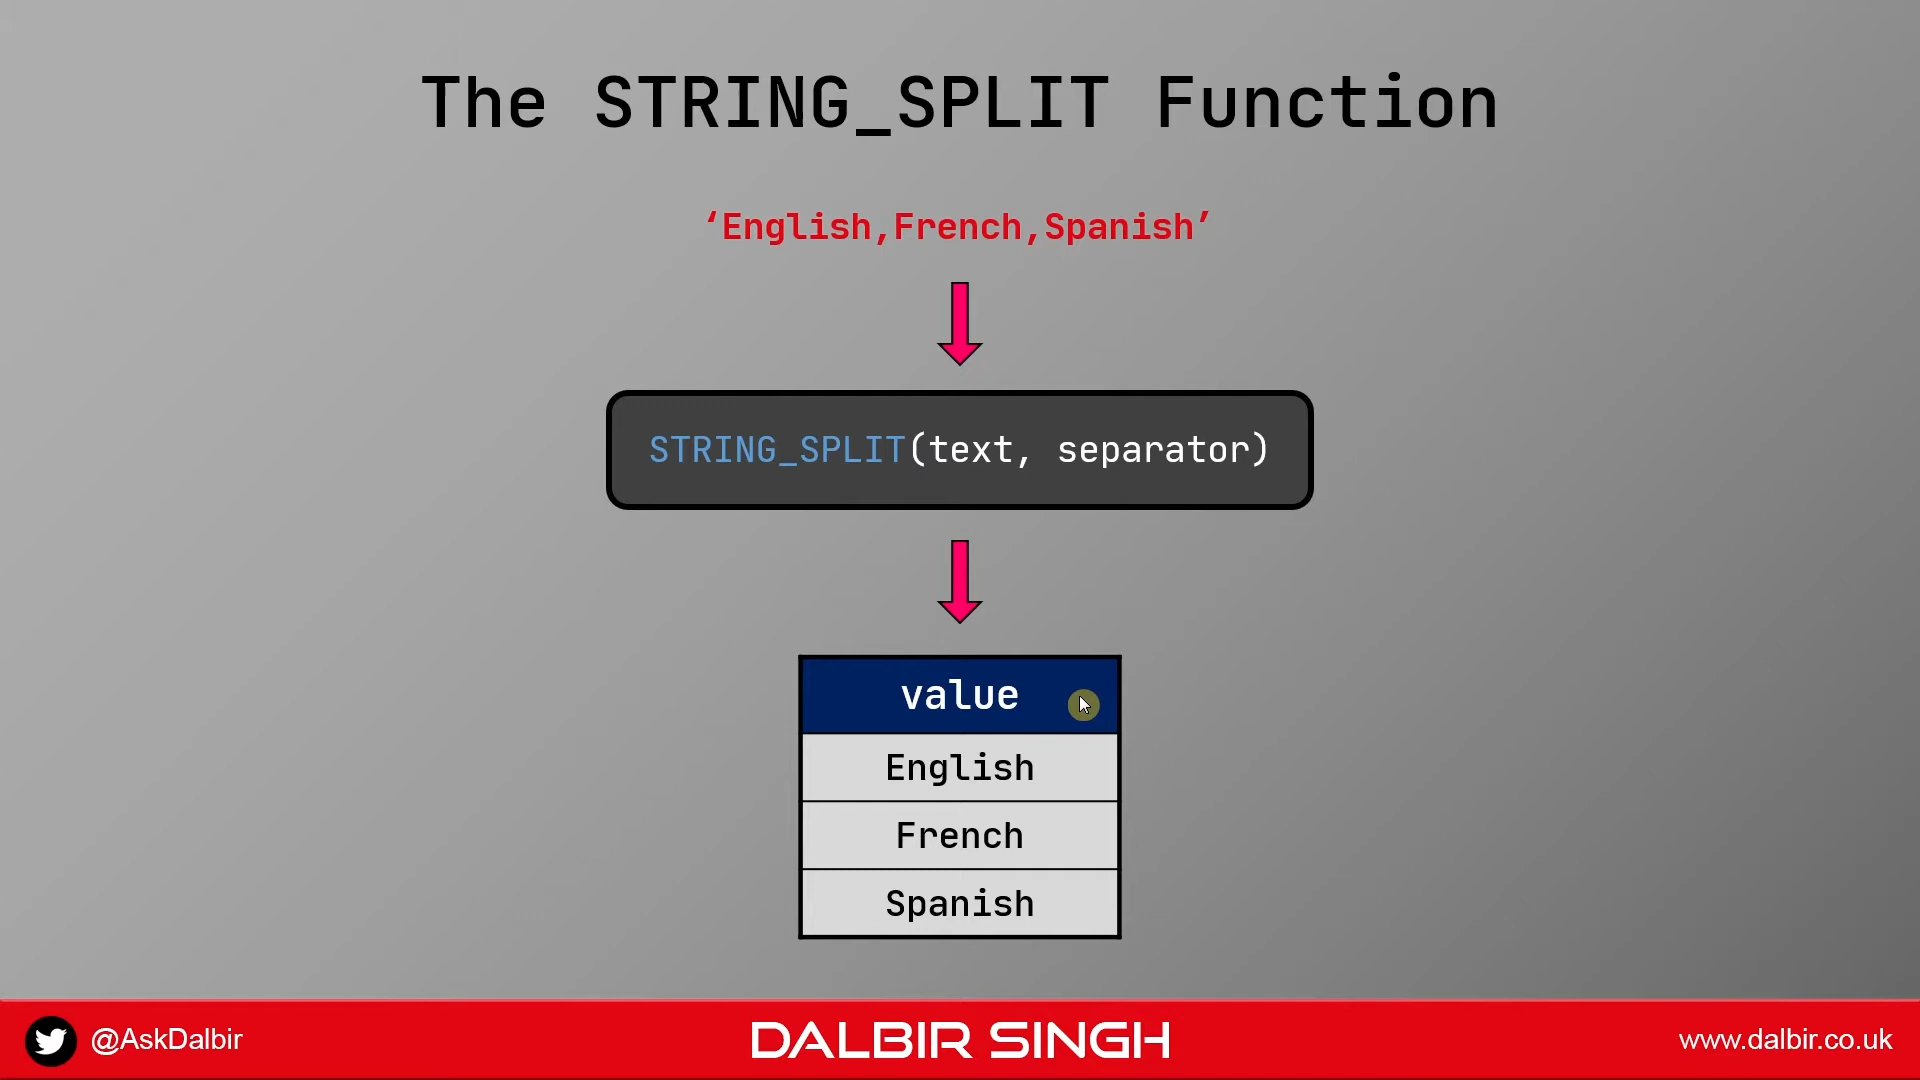 The STRING_SPLIT Function
‘English,French,Spanish’
STRING_SPLIT(text, separator)
value
English
French
Spanish
@AskDalbir
DALBIR SINGH
www.dalbir.co.uk